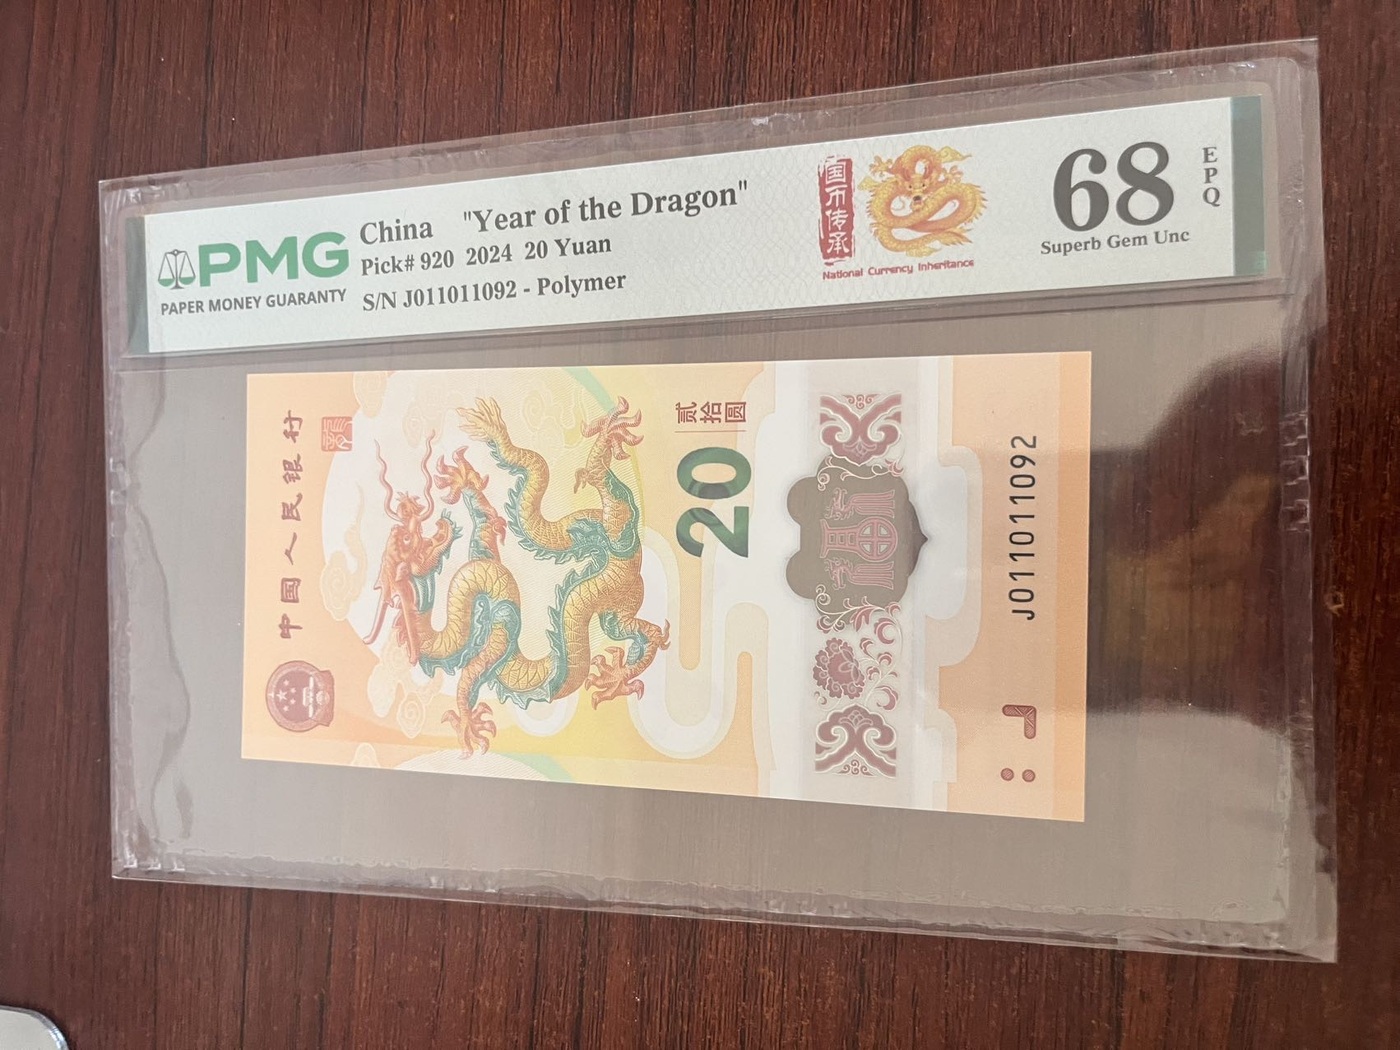 PMG
PAPER MONEY GUARANTY
China "Year of the Dragon"
Pick# 920 2024 20 Yuan
S/N J011011092 - Polymer
国币传承
National Currency Inheritance
68
EPQ
Superb Gem Unc
中国人民银行
贰拾圆
20
J011011092